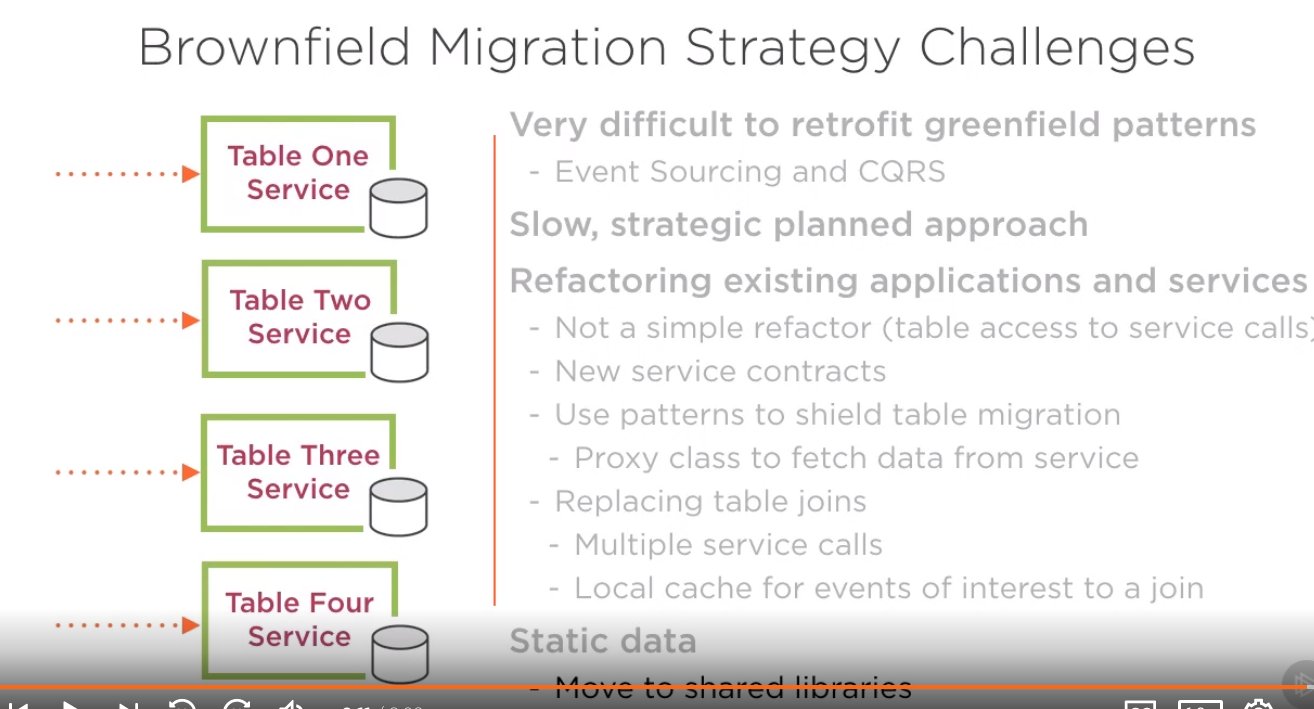 Brownfield Migration Strategy Challenges
Table One
Service
Table Two
Service
Table Three
Service
Table Four
Service
Very difficult to retrofit greenfield patterns
- Event Sourcing and CQRS
Slow, strategic planned approach
Refactoring existing applications and services
- Not a simple refactor (table access to service calls)
- New service contracts
- Use patterns to shield table migration
- Proxy class to fetch data from service
- Replacing table joins
- Multiple service calls
- Local cache for events of interest to a join
Static data
- Move to shared libraries